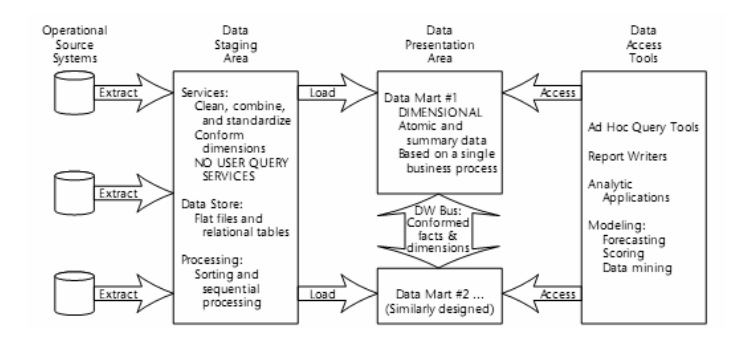 Operational
Source
Systems
Extract
Extract
Extract
Data
Staging
Area
Services:
Clean, combine,
and standardize
Conform
dimensions
NO USER QUERY
SERVICES
Data Store:
Flat files and
relational tables
Processing:
Sorting and
sequential
processing
Load
Load
Data
Presentation
Area
Data Mart #1
DIMENSIONAL
Atomic and
summary data
Based on a single
business process
DW Bus:
Conformed
facts &
dimensions
Data Mart #2 ...
(Similarly designed)
Access
Access
Data
Access
Tools
Ad Hoc Query Tools
Report Writers
Analytic
Applications
Modeling:
Forecasting
Scoring
Data mining